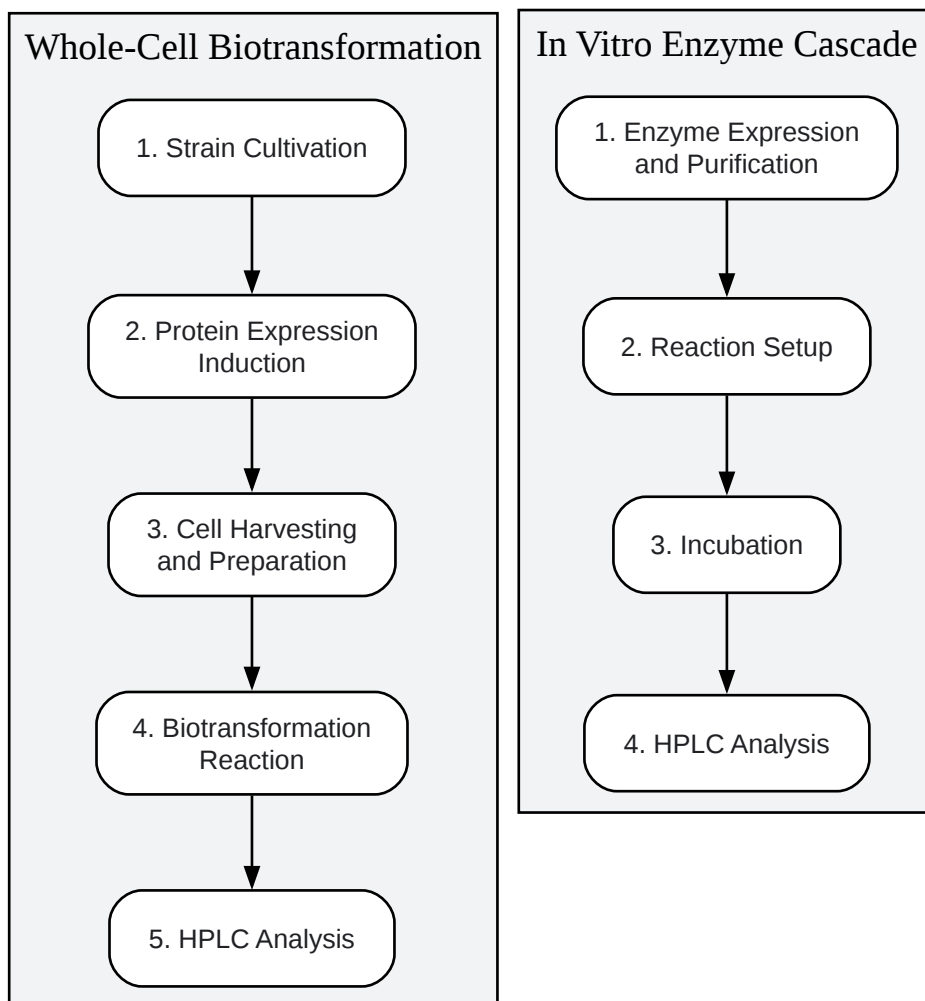 Whole-Cell Biotransformation
1. Strain Cultivation
2. Protein Expression
Induction
3. Cell Harvesting
and Preparation
4. Biotransformation
Reaction
5. HPLC Analysis
In Vitro Enzyme Cascade
1. Enzyme Expression
and Purification
2. Reaction Setup
3. Incubation
4. HPLC Analysis